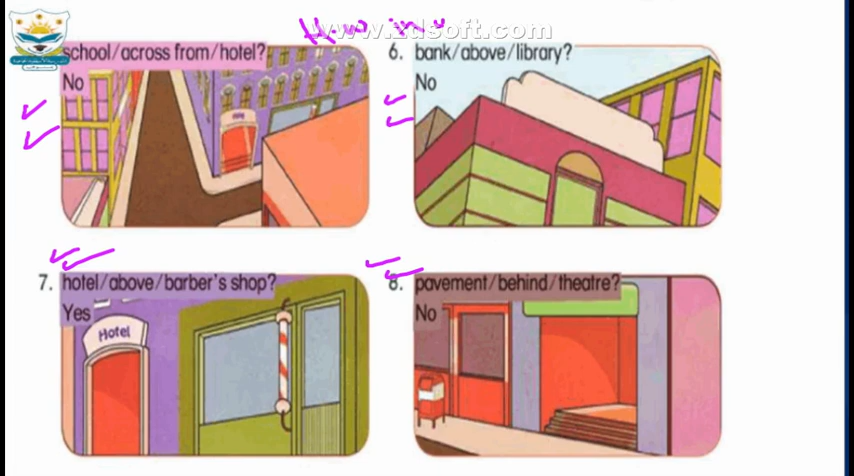 www.zdsoft.com
school/across from/hotel?
No
6. bank/above/library?
No
7. hotel/above/barber's shop?
Yes
Hotel
8. pavement/behind/theatre?
No